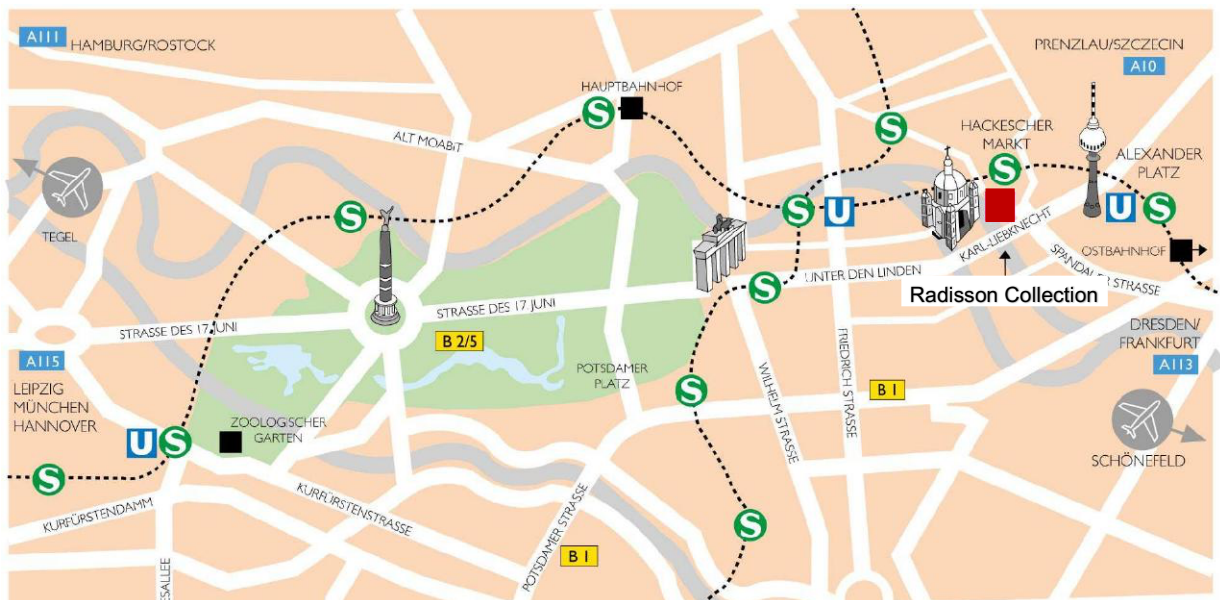 A111 HAMBURG/ROSTOCK
PRENZLAU/SZCZECIN
A10
HAUPTBAHNHOF
S
S
ALT MOABIT
HACKESCHER
MARKT
S
ALEXANDER
PLATZ
U S
S
S U
TEGEL
OSTBAHNHOF
KARL-LIEBKNECHT
SPANDAUER STRASSE
UNTER DEN LINDEN
S
Radisson Collection
STRASSE DES 17. JUNI
STRASSE DES 17. JUNI
B 2/5
DRESDEN/
FRANKFURT
A113
A115
LEIPZIG
MÜNCHEN
HANNOVER
POTSDAMER
PLATZ
S
WILHELM STRASSE
FRIEDRICH STRASSE
B 1
ZOOLOGISCHER
GARTEN
U S
S
SCHÖNEFELD
KURFÜRSTENDAMM
KURFÜRSTENSTRASSE
POTSDAMER STRASSE
S
B 1
ESALLEE